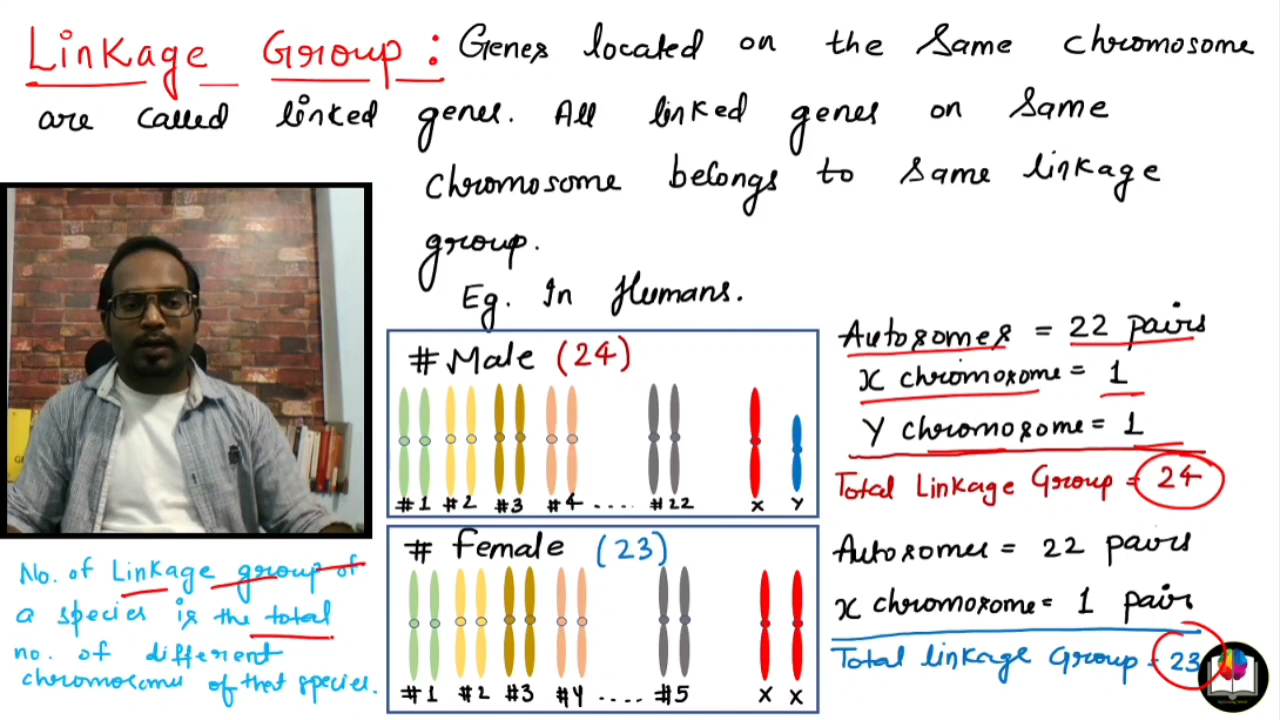 Linkage Group: Genes located on the same chromosome
are called linked genes. All linked genes on same
chromosome belongs to same linkage
group.
Eg. In Humans.
# Male (24)
#1 #2 #3 #4 .... #22 X Y
Autosomes = 22 pairs
X chromosome = 1
Y chromosome = 1
Total Linkage Group = 24
# Female (23)
#1 #2 #3 #4 .... #5 X X
Autosomes = 22 pairs
X chromosome = 1 pairs
Total linkage Group = 23
No. of Linkage group of
a species is the total
no. of different
chromosomes of that species.